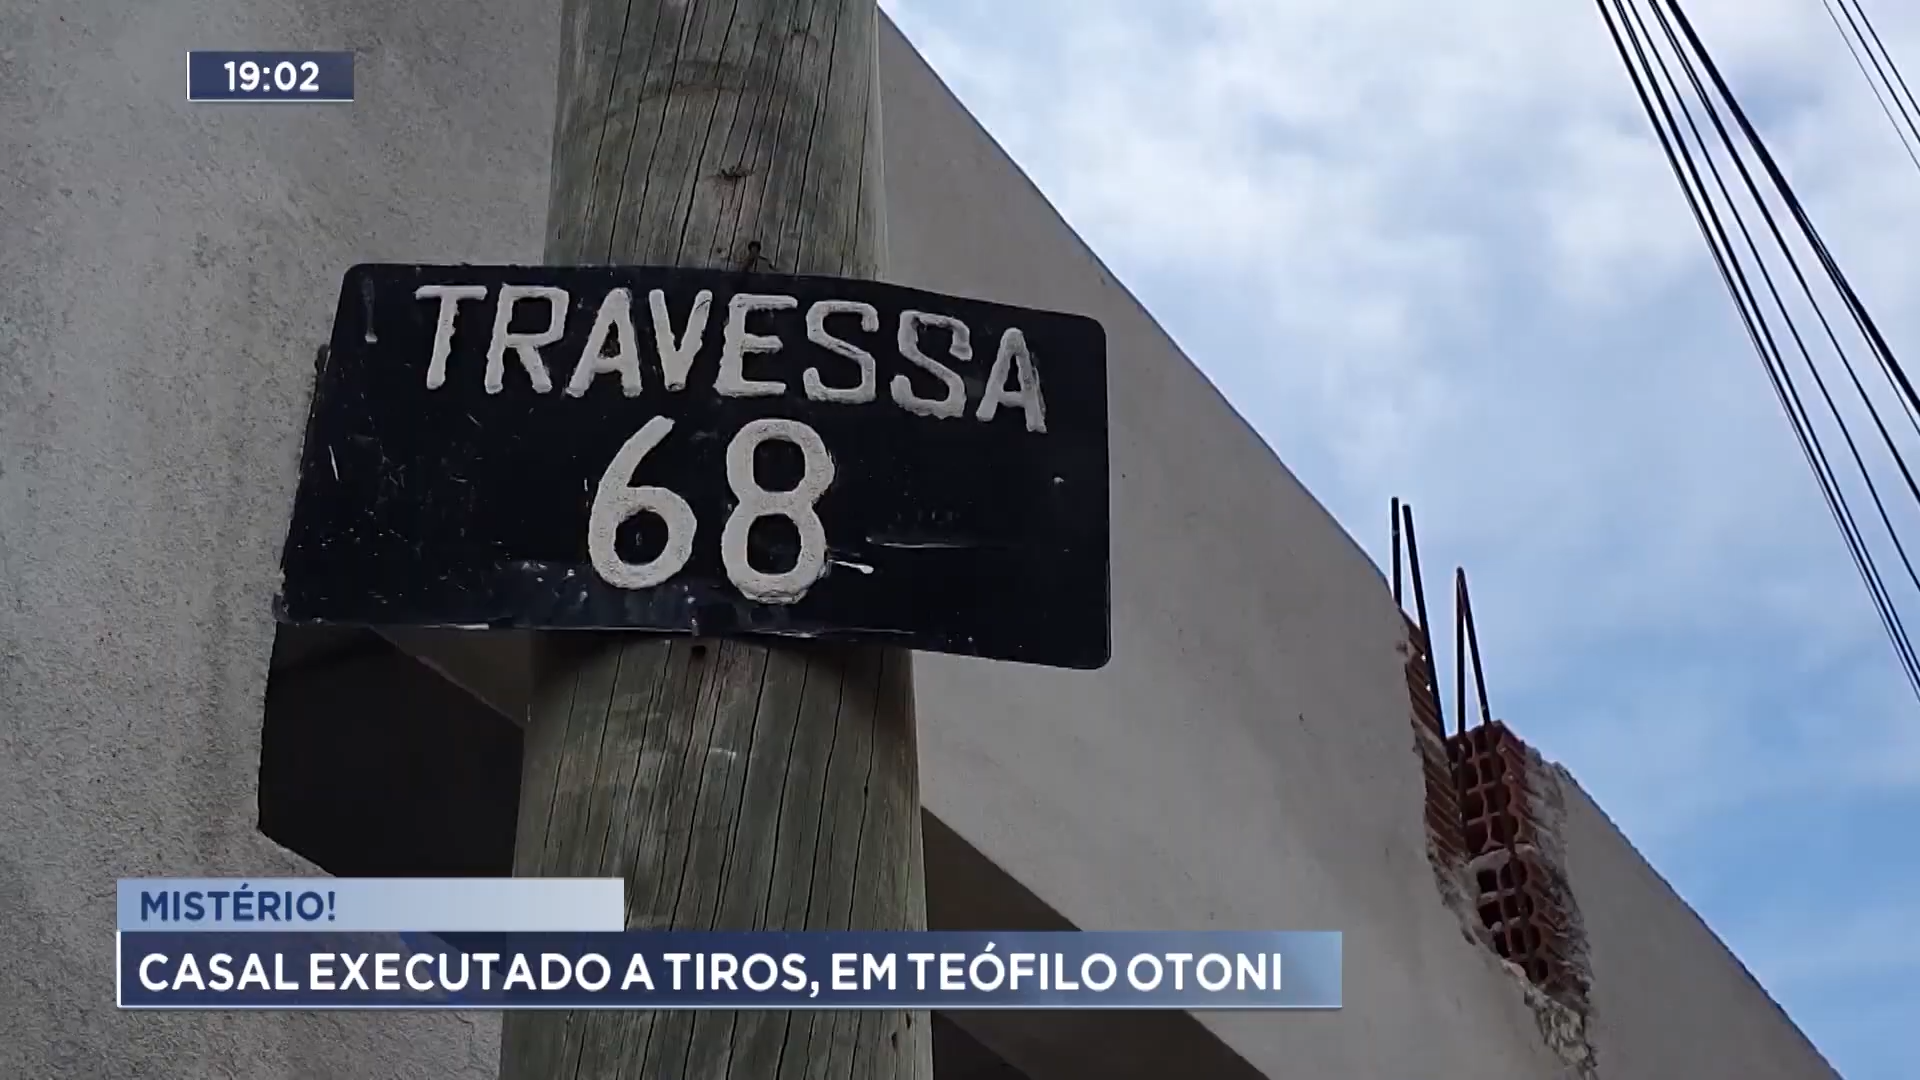 19:02
TRAVESSA
68
MISTÉRIO!
CASAL EXECUTADO A TIROS, EM TEÓFILO OTONI